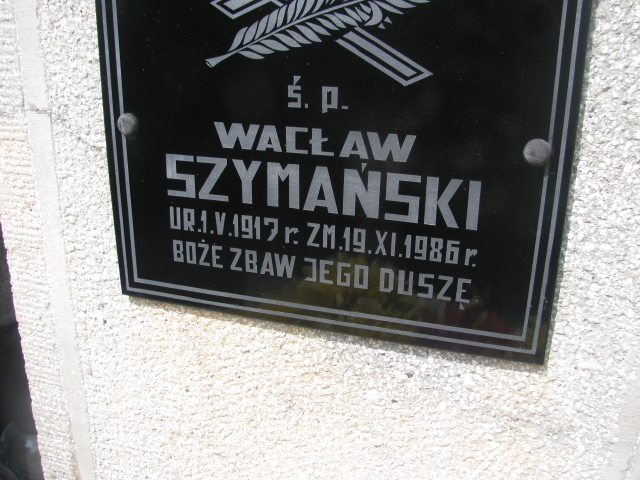 Ś. P.
WACŁAW
SZYMAŃSKI
UR.1.V.1917 r. ZM.19.XI.1986 r.
BOŻE ZBAW JEGO DUSZĘ